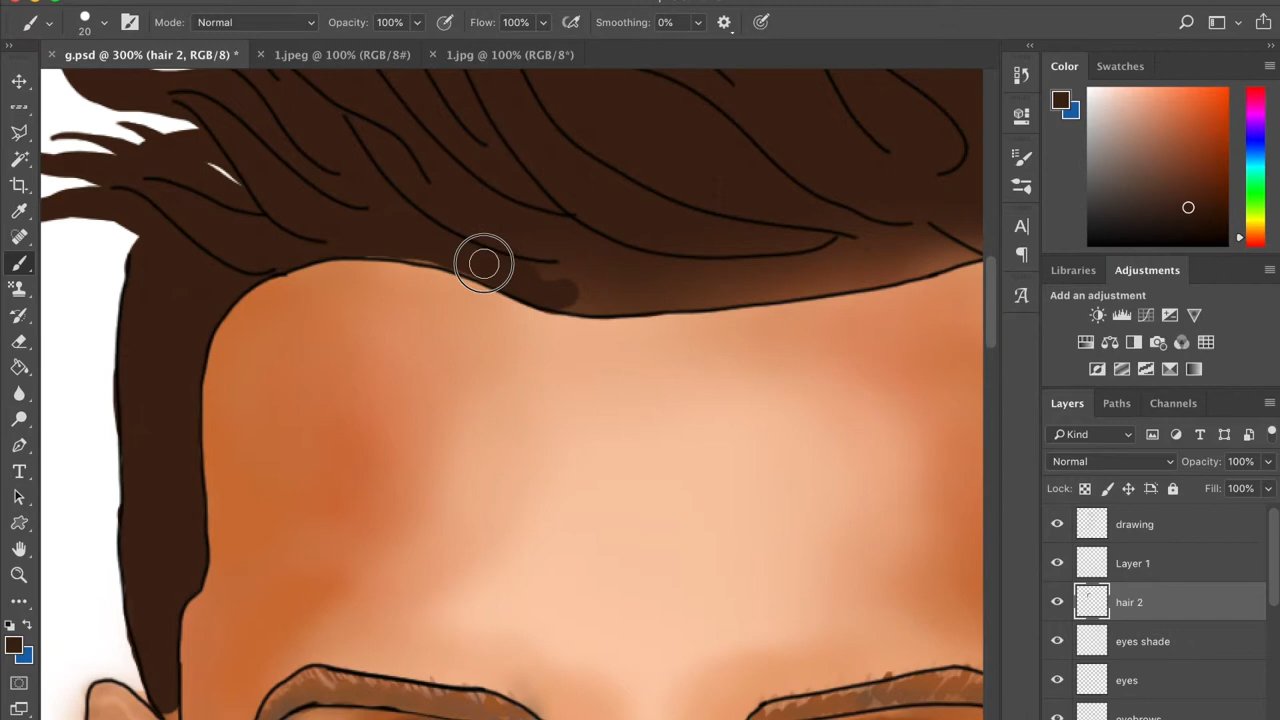 20 Mode: Normal Opacity: 100% Flow: 100% Smoothing: 0%
g.psd @ 300% (hair 2, RGB/8) * 1.jpeg @ 100% (RGB/8#) 1.jpg @ 100% (RGB/8*)
Color Swatches
Libraries Adjustments
Add an adjustment
Layers Paths Channels
Kind
Normal Opacity: 100%
Lock: Fill: 100%
drawing
Layer 1
hair 2
eyes shade
eyes
eyebrows